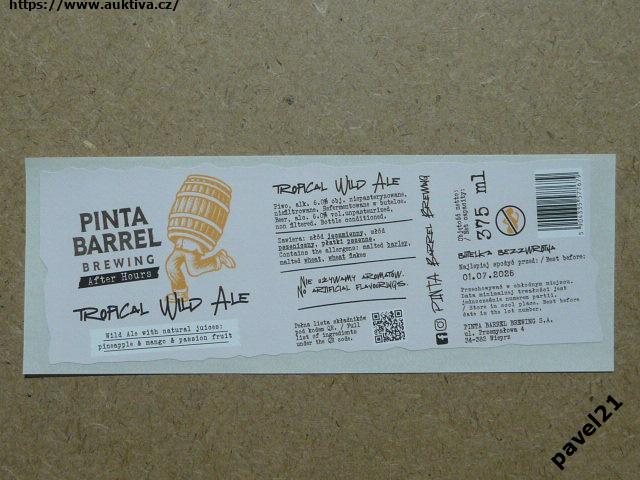 https://www.auktiva.cz/
PINTA
BARREL
BREWING
After Hours
TROPICAL WILD ALE
Wild Ale with natural juices:
pineapple & mango & passion fruit
TROPICAL WILD ALE
Piwo, alk. 6.0% obj. niepasteryzowane,
niefiltrowane. Refermentowane w butelce.
Beer, alc. 6.0% vol. unpasteurized,
non filtered. Bottle conditioned.
Zawiera: słód jęczmienny, słód
pszeniczny, płatki pszenne.
Contains the allergens: malted barley,
malted wheat, wheat flakes
NIE UŻYWAMY AROMATÓW.
NO ARTIFICIAL FLAVOURINGS.
Pełna lista składników
pod kodem QR. / Full
list of ingredients
under the QR code.
PINTA BARREL BREWING
Objętość netto:
/ Net capacity:
375 ml
BUTELKA BEZZWROTNA
Najlepiej spożyć przed: / Best before:
01.07.2026
Przechowywać w chłodnym miejscu.
Data minimalnej trwałości jest
jednocześnie numerem partii.
/ Store in cool place. Best before
date is the lot number.
PINTA BARREL BREWING S.A.
ul. Przemysłowa 4
34-382 Wieprz
pavel21